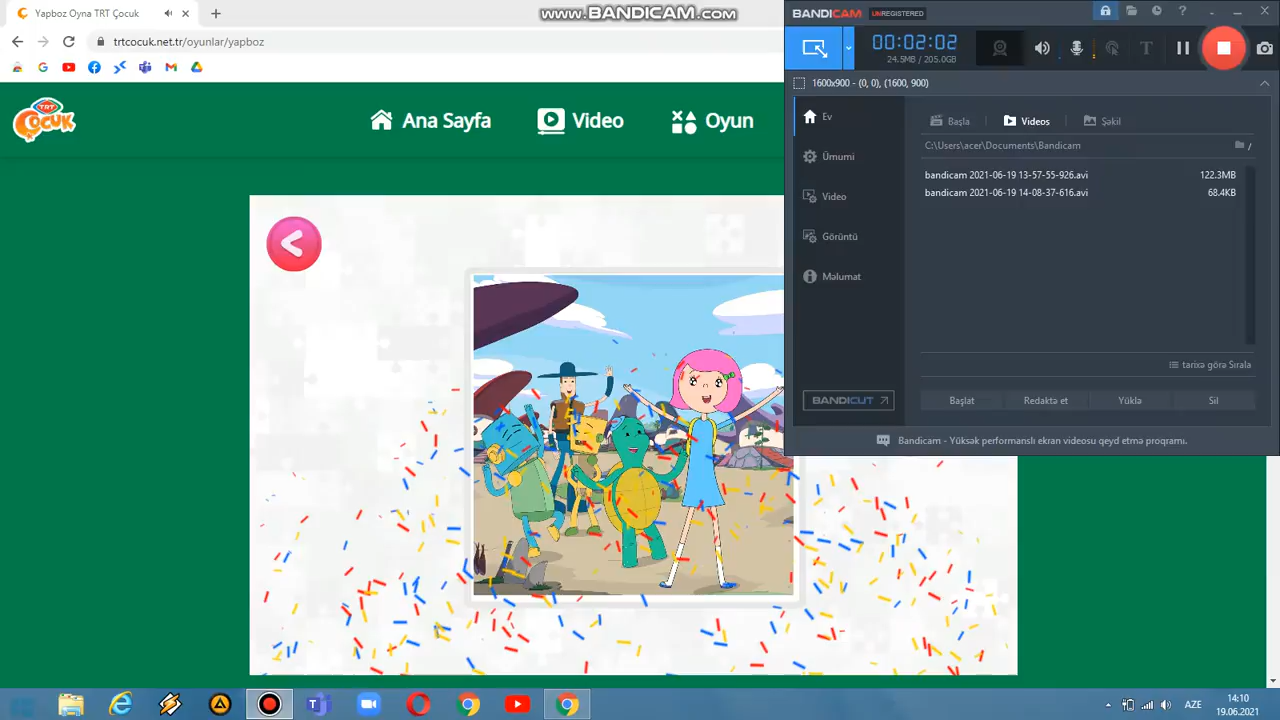 Yapboz Oyna TRT Çocuk
www.BANDICAM.com
trtcocuk.net.tr/oyunlar/yapboz
TRT
ÇOCUK
Ana Sayfa
Video
Oyun
BANDICAM UNREGISTERED
00:02:02
24.5MB / 205.0GB
1600x900 - (0, 0), (1600, 900)
Ev
Ümumi
Video
Görüntü
Məlumat
BANDICUT
Başla
Videos
Şəkil
C:\Users\acer\Documents\Bandicam
bandicam 2021-06-19 13-57-55-926.avi 122.3MB
bandicam 2021-06-19 14-08-37-616.avi 68.4KB
tarixə görə Sırala
Başlat
Redaktə et
Yüklə
Sil
Bandicam - Yüksək performanslı ekran videosu qeyd etmə proqramı.
AZE
14:10
19.06.2021